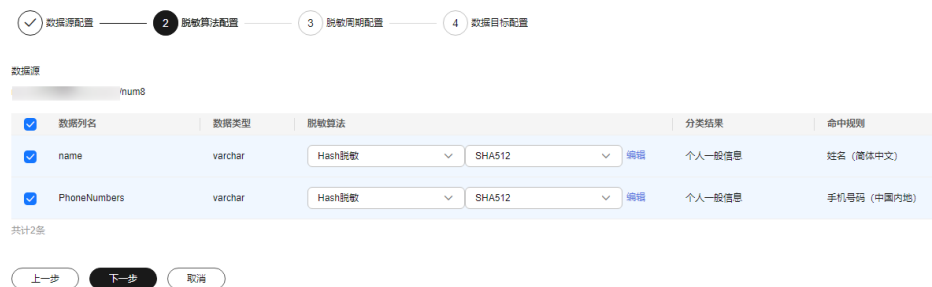 数据源配置 2 脱敏算法配置 3 脱敏周期配置 4 数据目标配置
数据源
/num8
数据列名 数据类型 脱敏算法 分类结果 命中规则
name varchar Hash脱敏 SHA512 编辑 个人一般信息 姓名（简体中文）
PhoneNumbers varchar Hash脱敏 SHA512 编辑 个人一般信息 手机号码（中国内地）
共计2条
上一步 下一步 取消